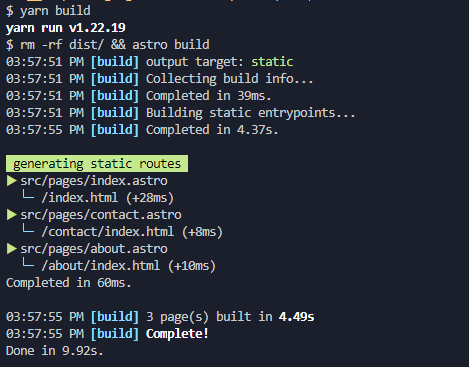 $ yarn build
yarn run v1.22.19
$ rm -rf dist/ && astro build
03:57:51 PM [build] output target: static
03:57:51 PM [build] Collecting build info...
03:57:51 PM [build] Completed in 39ms.
03:57:51 PM [build] Building static entrypoints...
03:57:55 PM [build] Completed in 4.37s.
generating static routes
▶ src/pages/index.astro
└─ /index.html (+28ms)
▶ src/pages/contact.astro
└─ /contact/index.html (+8ms)
▶ src/pages/about.astro
└─ /about/index.html (+10ms)
Completed in 60ms.
03:57:55 PM [build] 3 page(s) built in 4.49s
03:57:55 PM [build] Complete!
Done in 9.92s.